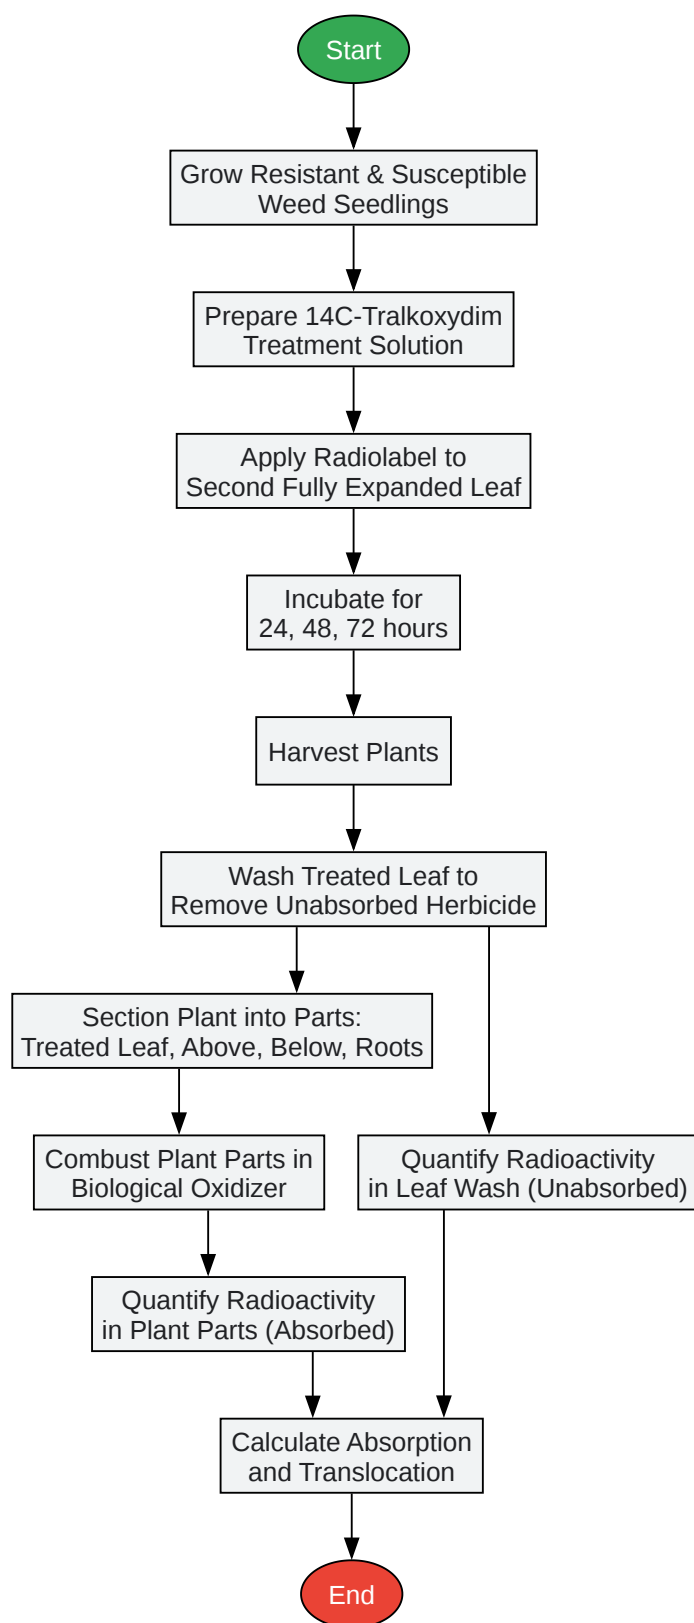 Start
Grow Resistant & Susceptible
Weed Seedlings
Prepare 14C-Tralkoxydim
Treatment Solution
Apply Radiolabel to
Second Fully Expanded Leaf
Incubate for
24, 48, 72 hours
Harvest Plants
Wash Treated Leaf to
Remove Unabsorbed Herbicide
Section Plant into Parts:
Treated Leaf, Above, Below, Roots
Combust Plant Parts in
Biological Oxidizer
Quantify Radioactivity
in Leaf Wash (Unabsorbed)
Quantify Radioactivity
in Plant Parts (Absorbed)
Calculate Absorption
and Translocation
End